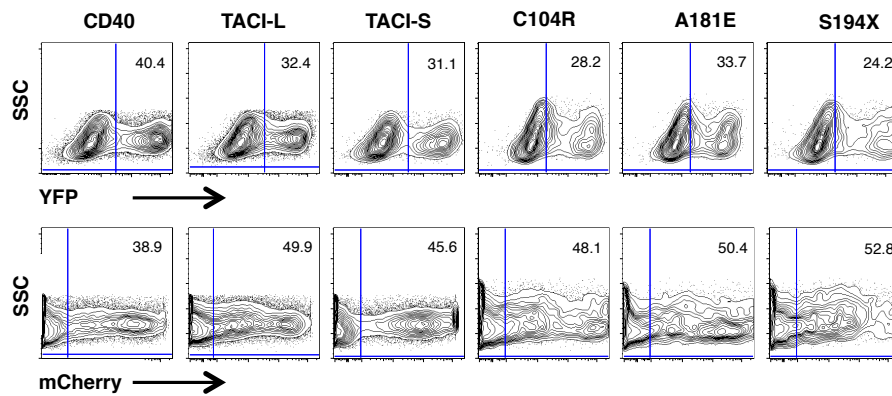 CD40 TACI-L TACI-S C104R A181E S194X
SSC 40.4 32.4 31.1 28.2 33.7 24.2
YFP
SSC 38.9 49.9 45.6 48.1 50.4 52.8
mCherry